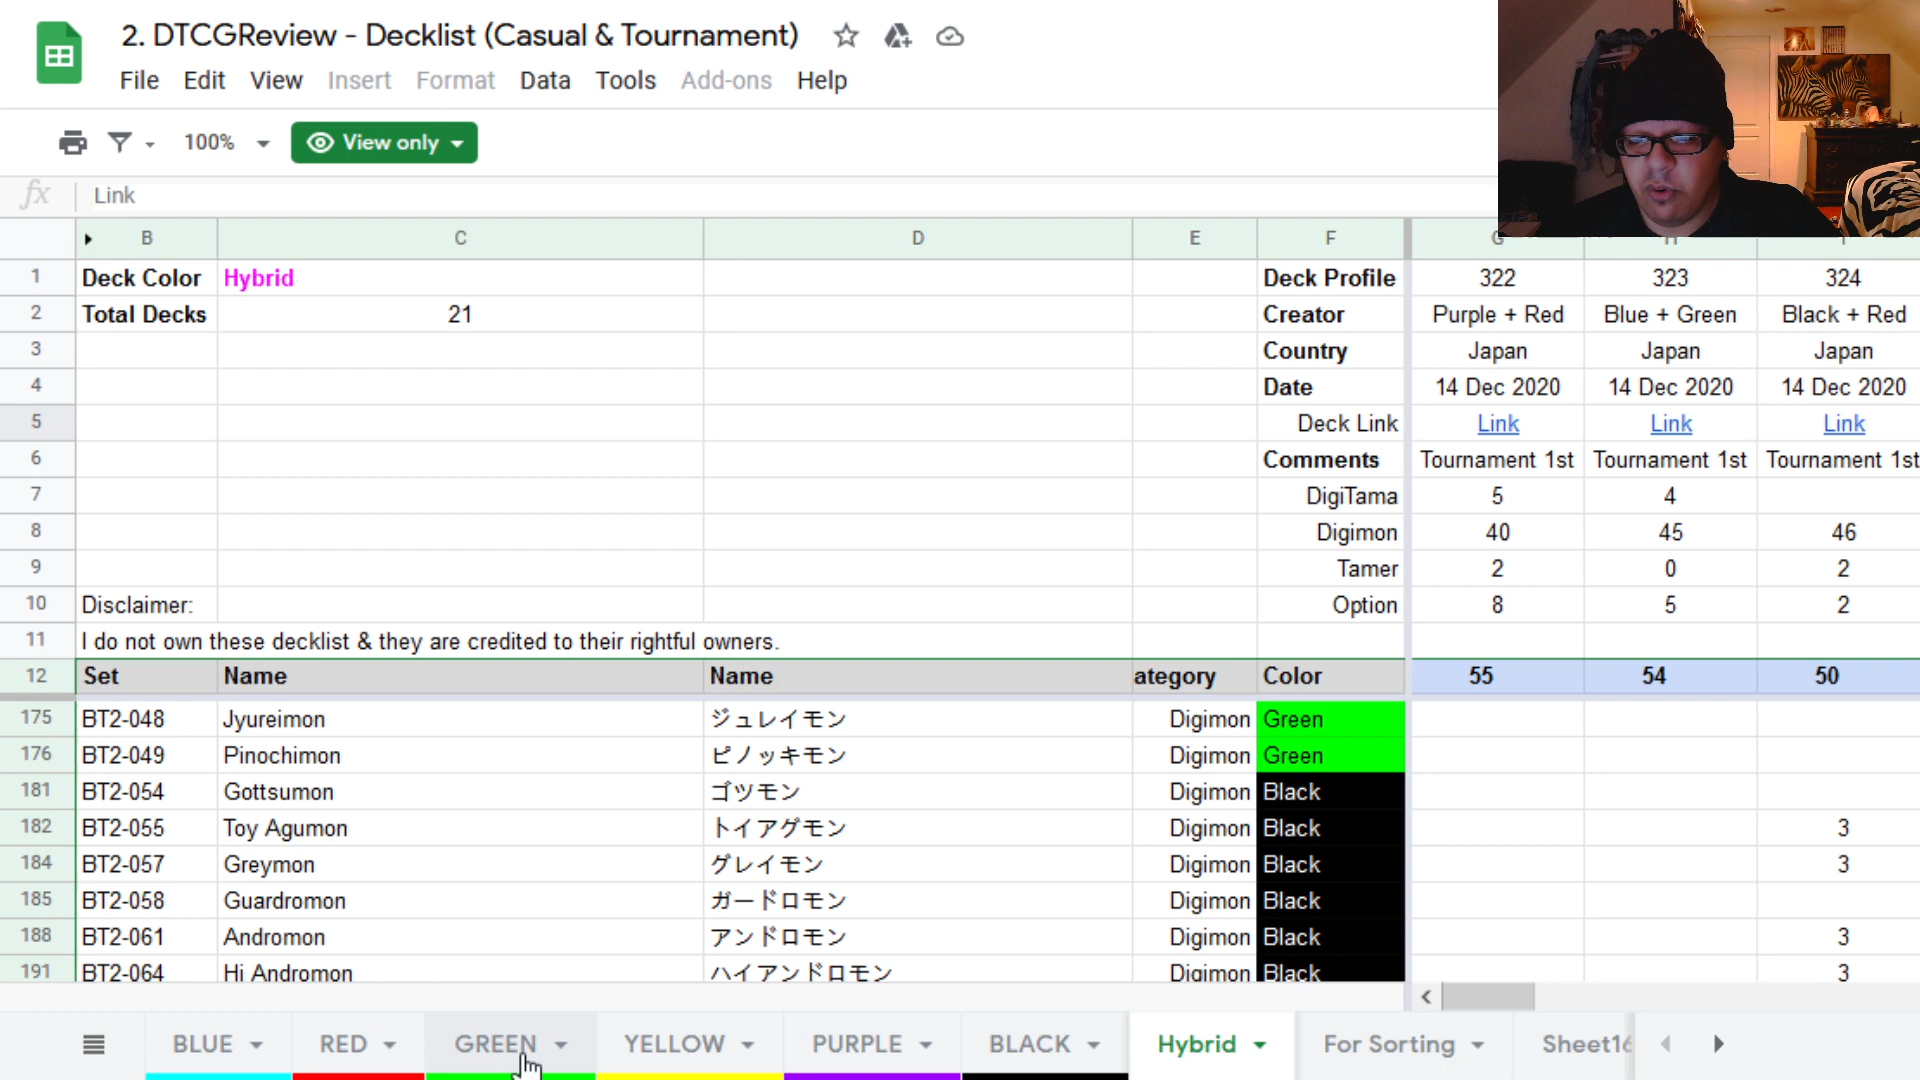 2. DTCGReview - Decklist (Casual & Tournament)
File Edit View Insert Format Data Tools Add-ons Help
100% View only
fx Link
B C D E F G
1 Deck Color Hybrid Deck Profile 322 323 324
2 Total Decks 21 Creator Purple + Red Blue + Green Black + Red
3 Country Japan Japan Japan
4 Date 14 Dec 2020 14 Dec 2020 14 Dec 2020
5 Deck Link Link Link Link
6 Comments Tournament 1st Tournament 1st Tournament 1st
7 DigiTama 5 4
8 Digimon 40 45 46
9 Tamer 2 0 2
10 Disclaimer: Option 8 5 2
11 I do not own these decklist & they are credited to their rightful owners.
12 Set Name Name ategory Color 55 54 50
175 BT2-048 Jyureimon ジュレイモン Digimon Green
176 BT2-049 Pinochimon ピノッキモン Digimon Green
181 BT2-054 Gottsumon ゴツモン Digimon Black
182 BT2-055 Toy Agumon トイアグモン Digimon Black 3
184 BT2-057 Greymon グレイモン Digimon Black 3
185 BT2-058 Guardromon ガードロモン Digimon Black
188 BT2-061 Andromon アンドロモン Digimon Black 3
191 BT2-064 Hi Andromon ハイアンドロモン Digimon Black 3
BLUE RED GREEN YELLOW PURPLE BLACK Hybrid For Sorting Sheet16